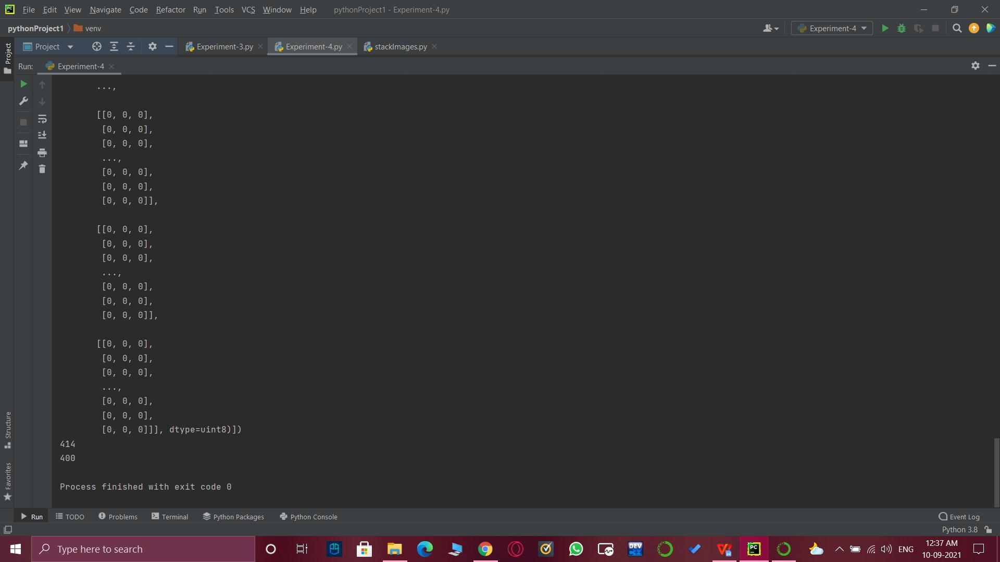 File Edit View Navigate Code Refactor Run Tools VCS Window Help pythonProject1 - Experiment-4.py
pythonProject1 venv Experiment-4
Project Experiment-3.py Experiment-4.py stackImages.py
Project
Run: Experiment-4
...,
[[0, 0, 0],
[0, 0, 0],
[0, 0, 0],
...,
[0, 0, 0],
[0, 0, 0],
[0, 0, 0]],
[[0, 0, 0],
[0, 0, 0],
[0, 0, 0],
...,
[0, 0, 0],
[0, 0, 0],
[0, 0, 0]],
[[0, 0, 0],
[0, 0, 0],
[0, 0, 0],
...,
[0, 0, 0],
[0, 0, 0],
[0, 0, 0]]], dtype=uint8)])
414
400
Process finished with exit code 0
Structure
Favorites
Run TODO Problems Terminal Python Packages Python Console Event Log
Python 3.8
Type here to search
DEV
C++
W
PC
ENG
12:37 AM
10-09-2021